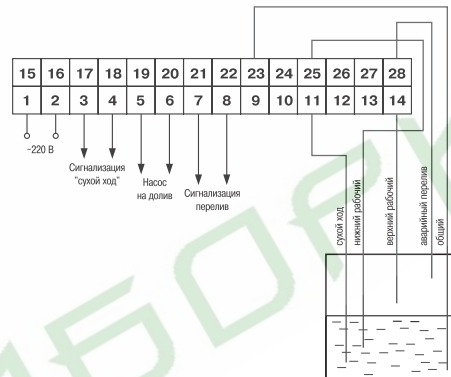 15 16 17 18 19 20 21 22 23 24 25 26 27 28
1 2 3 4 5 6 7 8 9 10 11 12 13 14
~220 В
Сигнализация
"сухой ход"
Насос
на долив
Сигнализация
перелив
сухой ход
нижний рабочий
верхний рабочий
аварийный перелив
общий